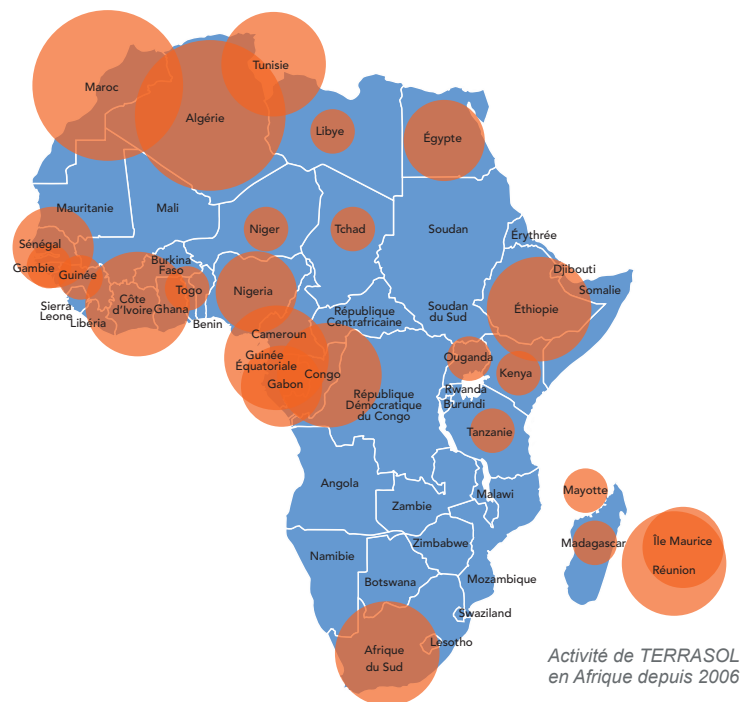 Tunisie
Maroc
Algérie
Libye
Égypte
Mauritanie
Mali
Niger
Tchad
Soudan
Érythrée
Sénégal
Gambie
Guinée
Burkina
Faso
Djibouti
Somalie
Sierra
Leone
Libéria
Côte
d'Ivoire
Ghana
Togo
Benin
Nigeria
Cameroun
République
Centrafricaine
Soudan
du Sud
Éthiopie
Guinée
Équatoriale
Gabon
Congo
République
Démocratique
du Congo
Ouganda
Kenya
Rwanda
Burundi
Tanzanie
Angola
Zambie
Malawi
Mayotte
Madagascar
Île Maurice
Réunion
Namibie
Zimbabwe
Botswana
Mozambique
Swaziland
Lesotho
Afrique
du Sud
Activité de TERRASOL
en Afrique depuis 2006